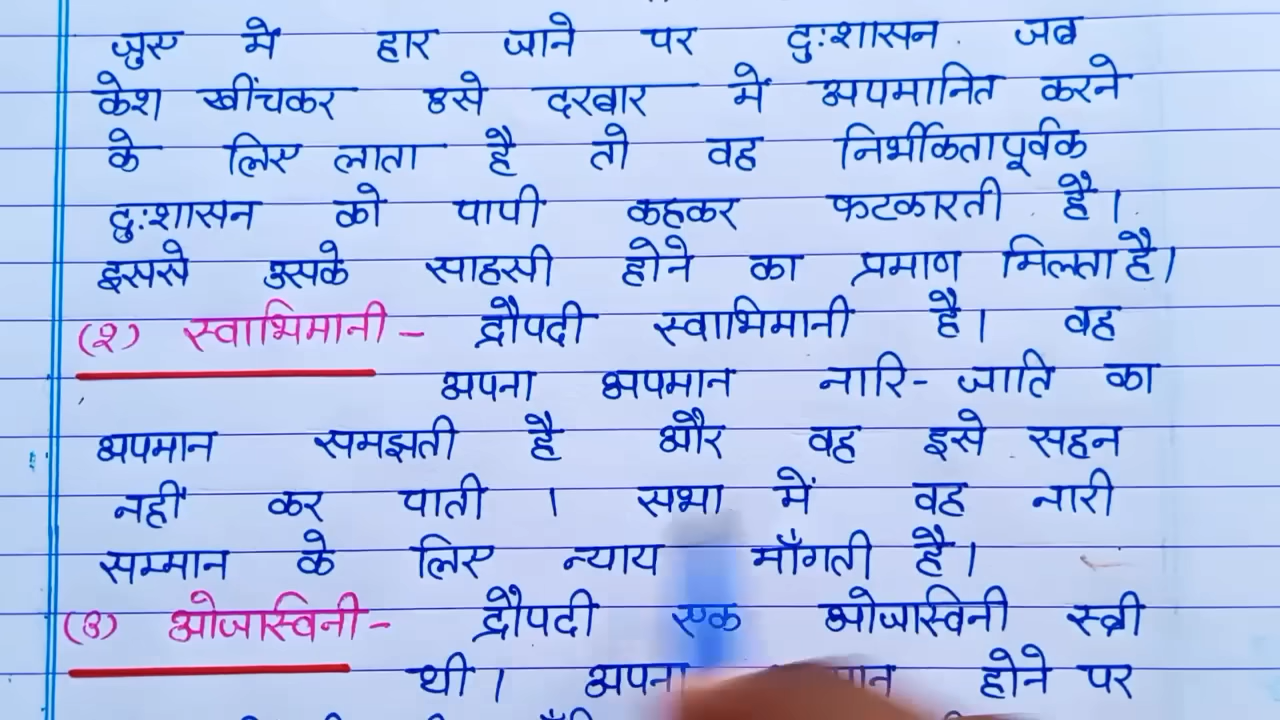 जुए में हार जाने पर दुःशासन जब
केश खींचकर उसे दरबार में अपमानित करने
के लिए लाता है तो वह निर्भीकतापूर्वक
दुःशासन को पापी कहकर फटकारती है।
इससे उसके साहसी होने का प्रमाण मिलता है।
(२) स्वाभिमानी - द्रौपदी स्वाभिमानी है। वह
अपना अपमान नारि-जाति का
अपमान समझती है और वह इसे सहन
नहीं कर पाती । सभा में वह नारी
सम्मान के लिए न्याय माँगती है।
(३) ओजस्विनी - द्रौपदी एक ओजस्विनी स्त्री
थी। अपना होने पर